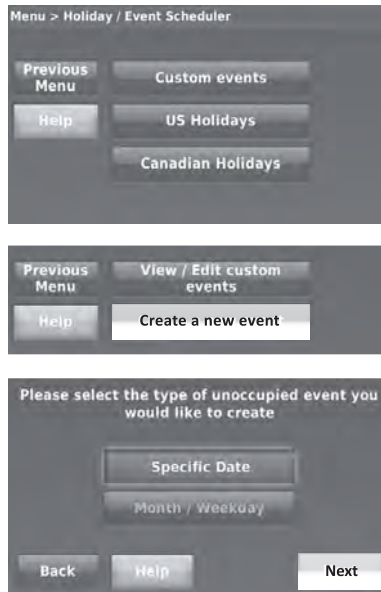 Menu > Holiday / Event Scheduler
Previous Menu
Custom events
Help
US Holidays
Canadian Holidays
Previous Menu
View / Edit custom events
Help
Create a new event
Please select the type of unoccupied event you
would like to create
Specific Date
Month / Weekday
Back
Help
Next